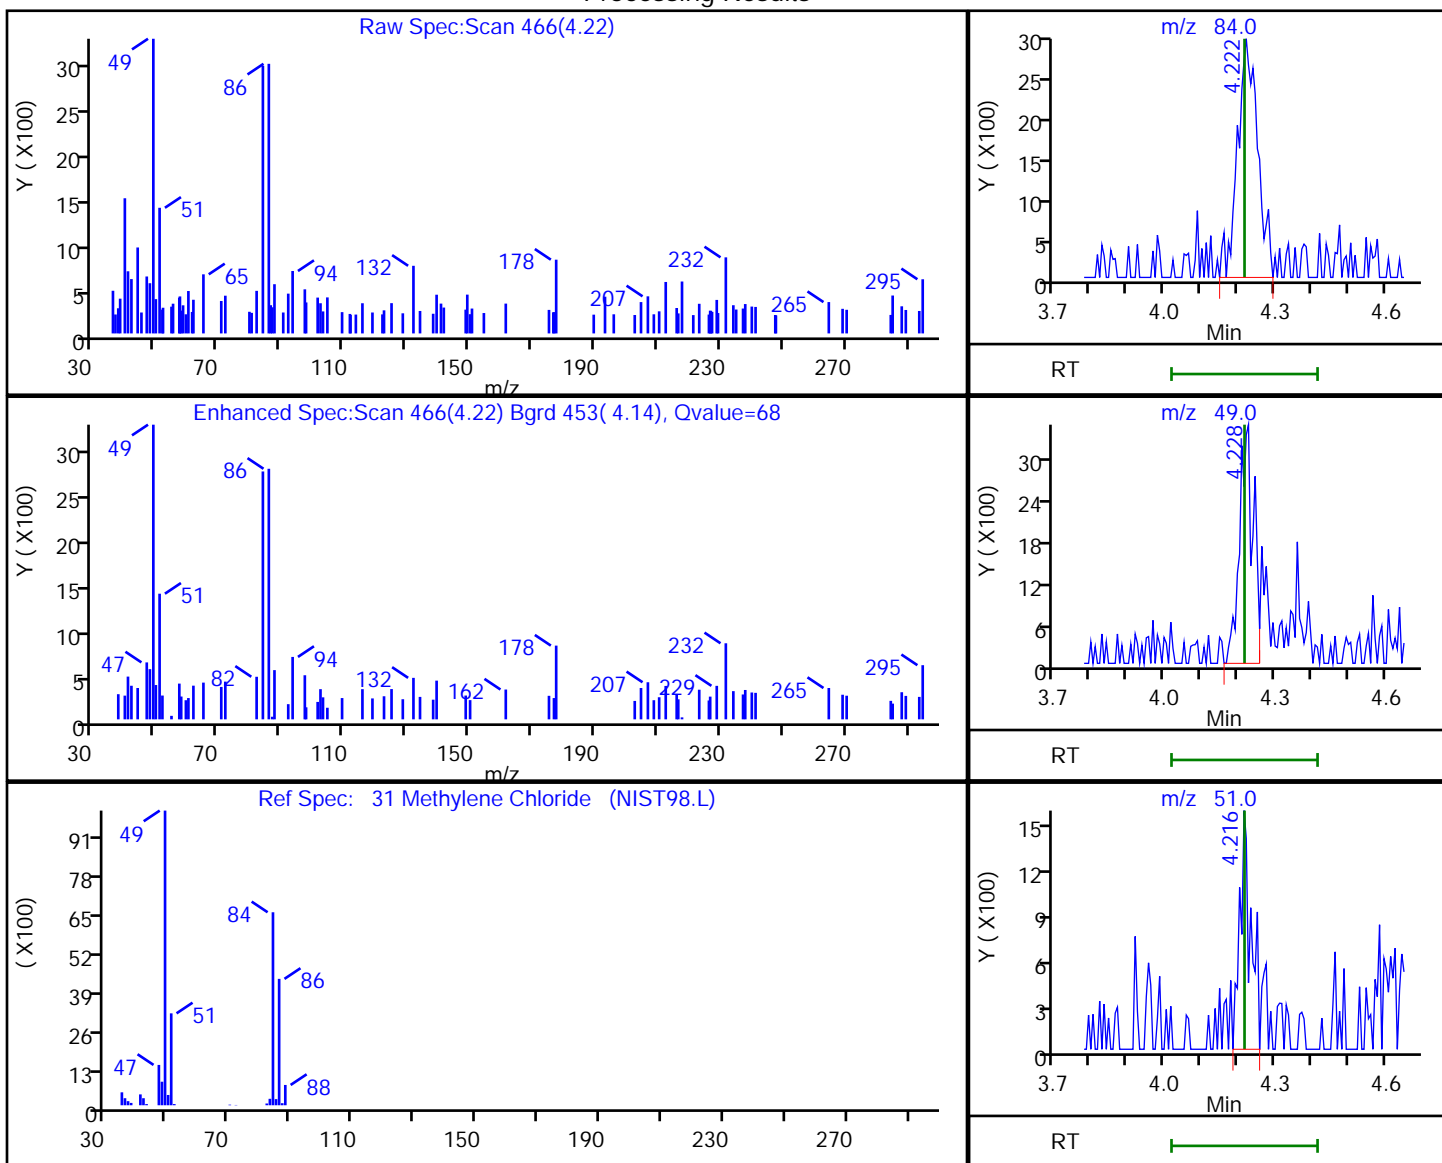 Processing Results
Raw Spec:Scan 466(4.22)
Y ( X100)
30
25
20
15
10
5
0
49
86
51
65
94
132
178
207
232
265
295
30 70 110 150 190 230 270
m/z
m/z 84.0
Y ( X100)
30
25
20
15
10
5
0
4.222
3.7 4.0 4.3 4.6
Min
RT
Enhanced Spec:Scan 466(4.22) Bgrd 453( 4.14), Qvalue=68
Y ( X100)
30
25
20
15
10
5
0
49
86
51
47
82
94
132
162
178
207
229
232
265
295
30 70 110 150 190 230 270
m/z
m/z 49.0
Y ( X100)
30
24
18
12
6
0
4.228
3.7 4.0 4.3 4.6
Min
RT
Ref Spec: 31 Methylene Chloride (NIST98.L)
( X100)
91
78
65
52
39
26
13
0
49
84
86
51
47
88
30 70 110 150 190 230 270
m/z 51.0
Y ( X100)
15
12
9
6
3
0
4.216
3.7 4.0 4.3 4.6
Min
RT